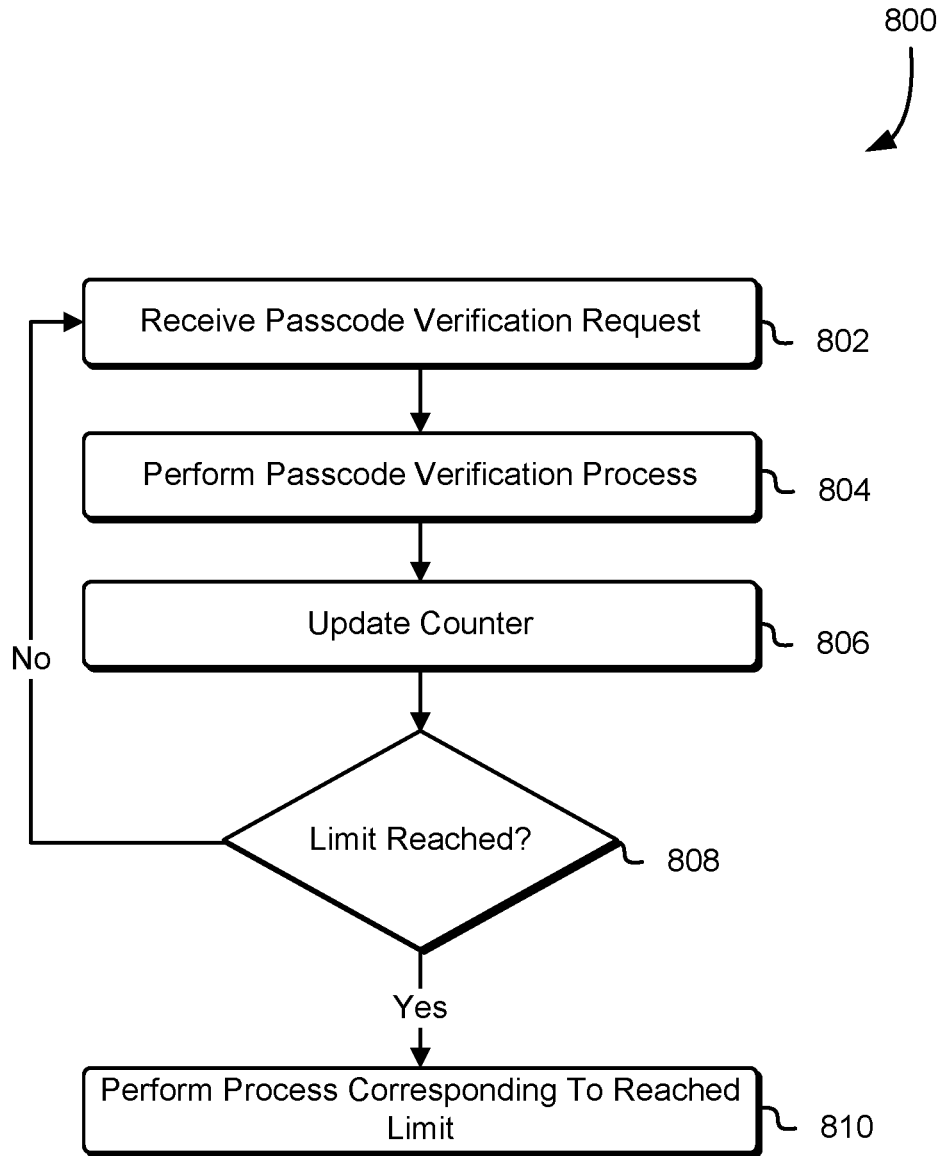 800
Receive Passcode Verification Request
802
Perform Passcode Verification Process
804
Update Counter
806
No
Limit Reached?
808
Yes
Perform Process Corresponding To Reached
Limit
810